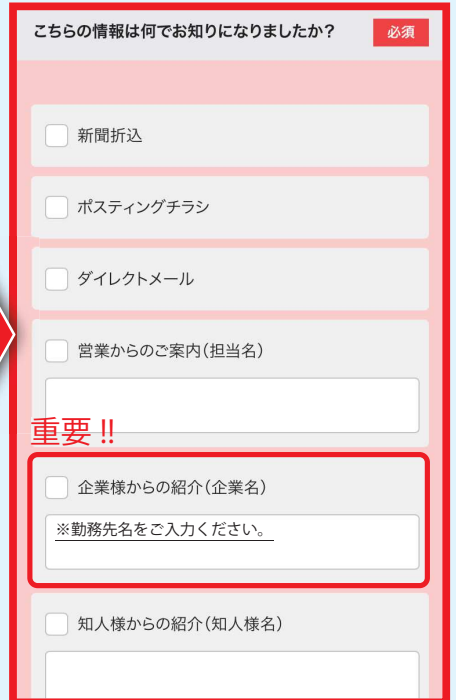 こちらの情報は何でお知りになりましたか？
必須
新聞折込
ポスティングチラシ
ダイレクトメール
営業からのご案内(担当名)
重要!!
企業様からの紹介(企業名)
※勤務先名をご入力ください。
知人様からの紹介(知人様名)